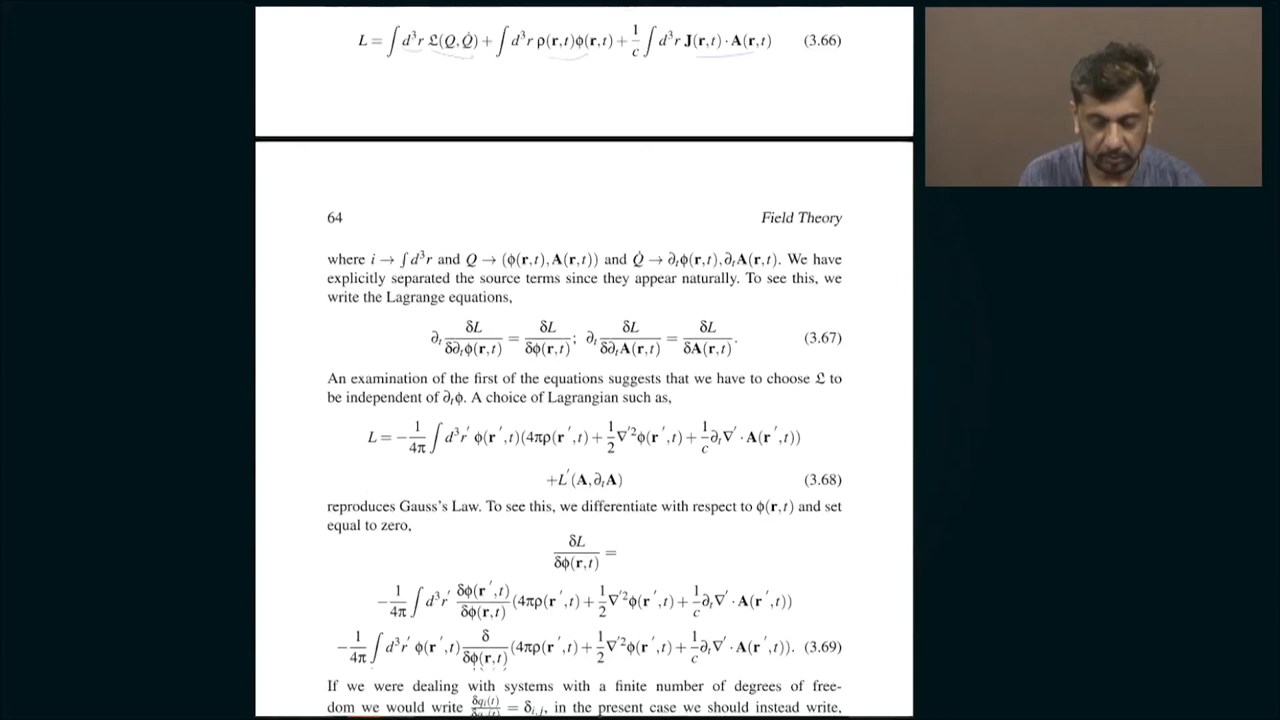 L = ∫ d³r 𝔏(Q, Q̇) + ∫ d³r ρ(r,t)ϕ(r,t) + 1/c ∫ d³r J(r,t) · A(r,t) (3.66)
64 Field Theory
where i → ∫ d³r and Q → (ϕ(r,t), A(r,t)) and Q̇ → ∂ₜϕ(r,t), ∂ₜA(r,t). We have
explicitly separated the source terms since they appear naturally. To see this, we
write the Lagrange equations,
∂ₜ δL/δ∂ₜϕ(r,t) = δL/δϕ(r,t); ∂ₜ δL/δ∂ₜA(r,t) = δL/δA(r,t). (3.67)
An examination of the first of the equations suggests that we have to choose 𝔏 to
be independent of ∂ₜϕ. A choice of Lagrangian such as,
L = −1/4π ∫ d³r′ ϕ(r′,t)(4πρ(r′,t) + 1/2 ∇′²ϕ(r′,t) + 1/c ∂ₜ∇′ · A(r′,t))
+L′(A, ∂ₜA) (3.68)
reproduces Gauss's Law. To see this, we differentiate with respect to ϕ(r,t) and set
equal to zero,
δL/δϕ(r,t) =
−1/4π ∫ d³r′ δϕ(r′,t)/δϕ(r,t) (4πρ(r′,t) + 1/2 ∇′²ϕ(r′,t) + 1/c ∂ₜ∇′ · A(r′,t))
−1/4π ∫ d³r′ ϕ(r′,t) δ/δϕ(r,t) (4πρ(r′,t) + 1/2 ∇′²ϕ(r′,t) + 1/c ∂ₜ∇′ · A(r′,t)). (3.69)
If we were dealing with systems with a finite number of degrees of free-
dom we would write = δᵢ,ⱼ, in the present case we should instead write,